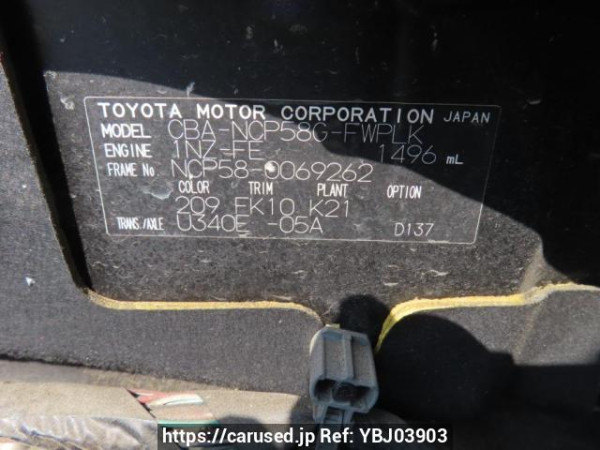 TOYOTA MOTOR CORPORATION JAPAN
MODEL CBA-NCP58G-FWPLK
ENGINE 1NZ-FE 1496 mL
FRAME No. NCP58-0069262
COLOR TRIM PLANT OPTION
209 FK10 K21
TRANS./AXLE U340E -05A D137
https://carused.jp Ref: YBJ03903